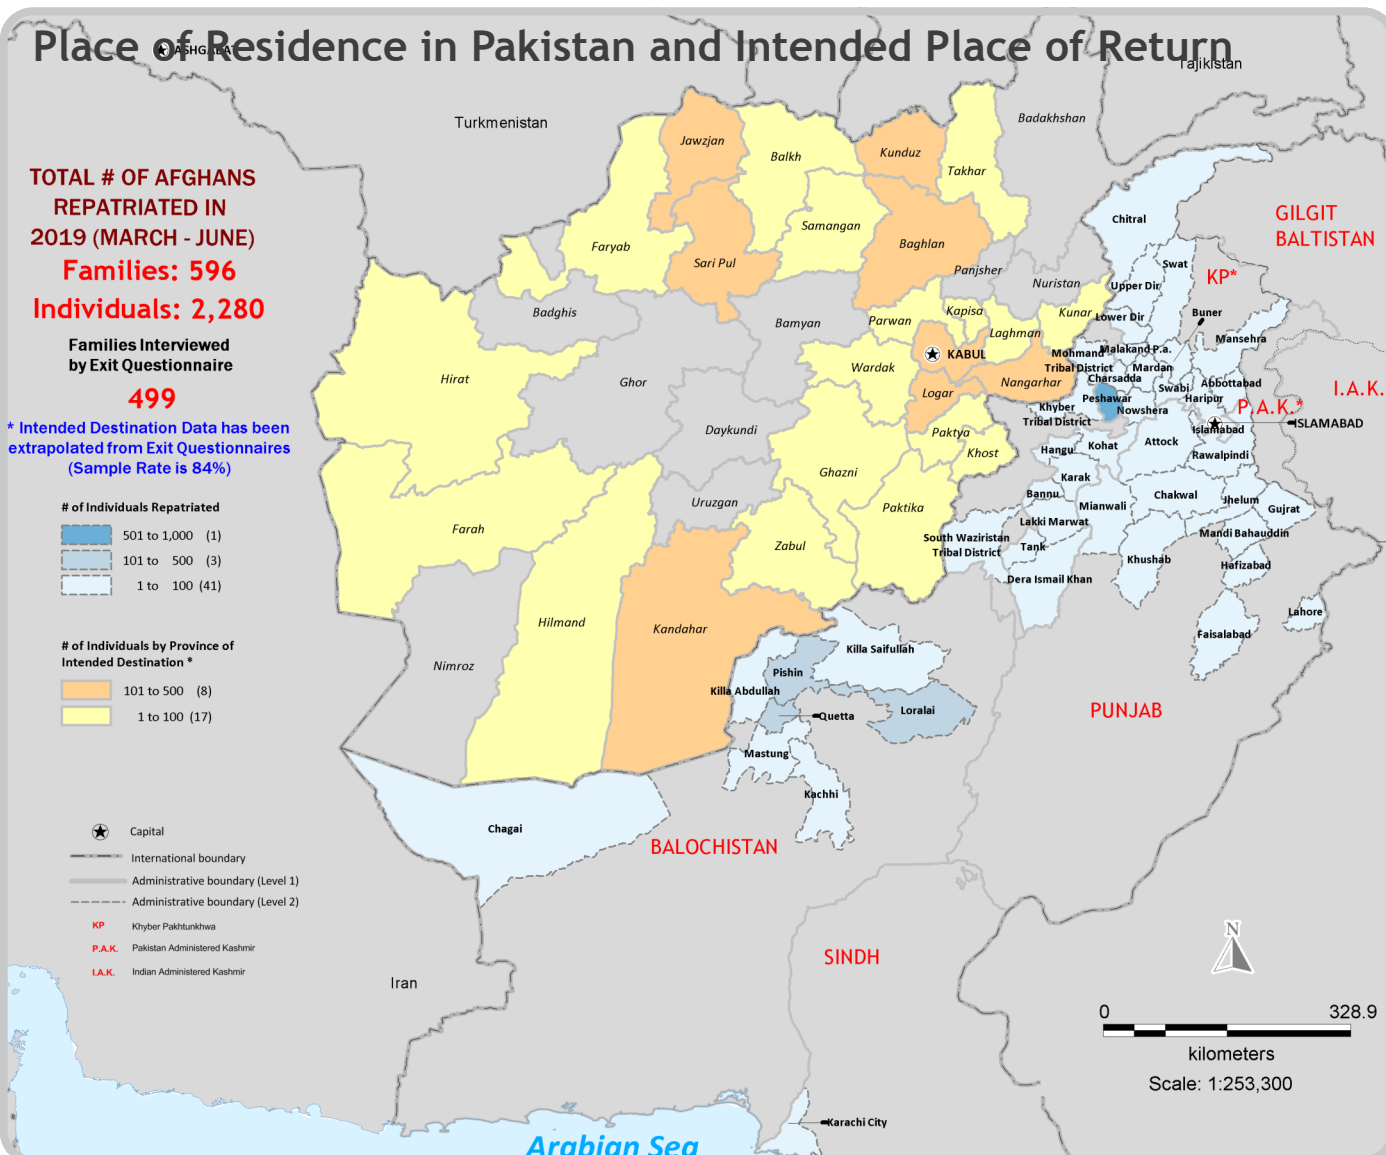 Place of Residence in Pakistan and Intended Place of Return
ASHGABAT
Tajikistan
Turkmenistan
Badakhshan
Jawzjan
Kunduz
Balkh
Takhar
TOTAL # OF AFGHANS
REPATRIATED IN
2019 (MARCH - JUNE)
Families: 596
Individuals: 2,280
Families Interviewed
by Exit Questionnaire
499
* Intended Destination Data has been
extrapolated from Exit Questionnaires
(Sample Rate is 84%)
# of Individuals Repatriated
501 to 1,000 (1)
101 to 500 (3)
1 to 100 (41)
# of Individuals by Province of
Intended Destination *
101 to 500 (8)
1 to 100 (17)
Capital
International boundary
Administrative boundary (Level 1)
Administrative boundary (Level 2)
KP Khyber Pakhtunkhwa
P.A.K. Pakistan Administered Kashmir
I.A.K. Indian Administered Kashmir
Faryab
Samangan
Baghlan
Sari Pul
Panjsher
Nuristan
Badghis
Bamyan
Parwan
Kapisa
Laghman
Kunar
KABUL
Hirat
Ghor
Wardak
Logar
Nangarhar
Daykundi
Paktya
Khost
Ghazni
Uruzgan
Paktika
Farah
Zabul
Hilmand
Kandahar
Nimroz
GILGIT
BALTISTAN
KP*
I.A.K.
P.A.K.*
Chitral
Swat
Upper Dir
Lower Dir
Buner
Mansehra
Malakand P.a.
Mohmand
Tribal District
Mardan
Charsadda
Swabi
Abbottabad
Haripur
Peshawar
Nowshera
Khyber
Tribal District
Islamabad
ISLAMABAD
Attock
Hangu
Kohat
Rawalpindi
Karak
Bannu
Mianwali
Chakwal
Jhelum
Gujrat
Lakki Marwat
Mandi Bahauddin
South Waziristan
Tribal District
Tank
Khushab
Hafizabad
Dera Ismail Khan
Lahore
Faisalabad
Killa Saifullah
Pishin
Killa Abdullah
Loralai
Quetta
PUNJAB
Mastung
Kachhi
Chagai
BALOCHISTAN
SINDH
Iran
Karachi City
Arabian Sea
N
0 328.9
kilometers
Scale: 1:253,300